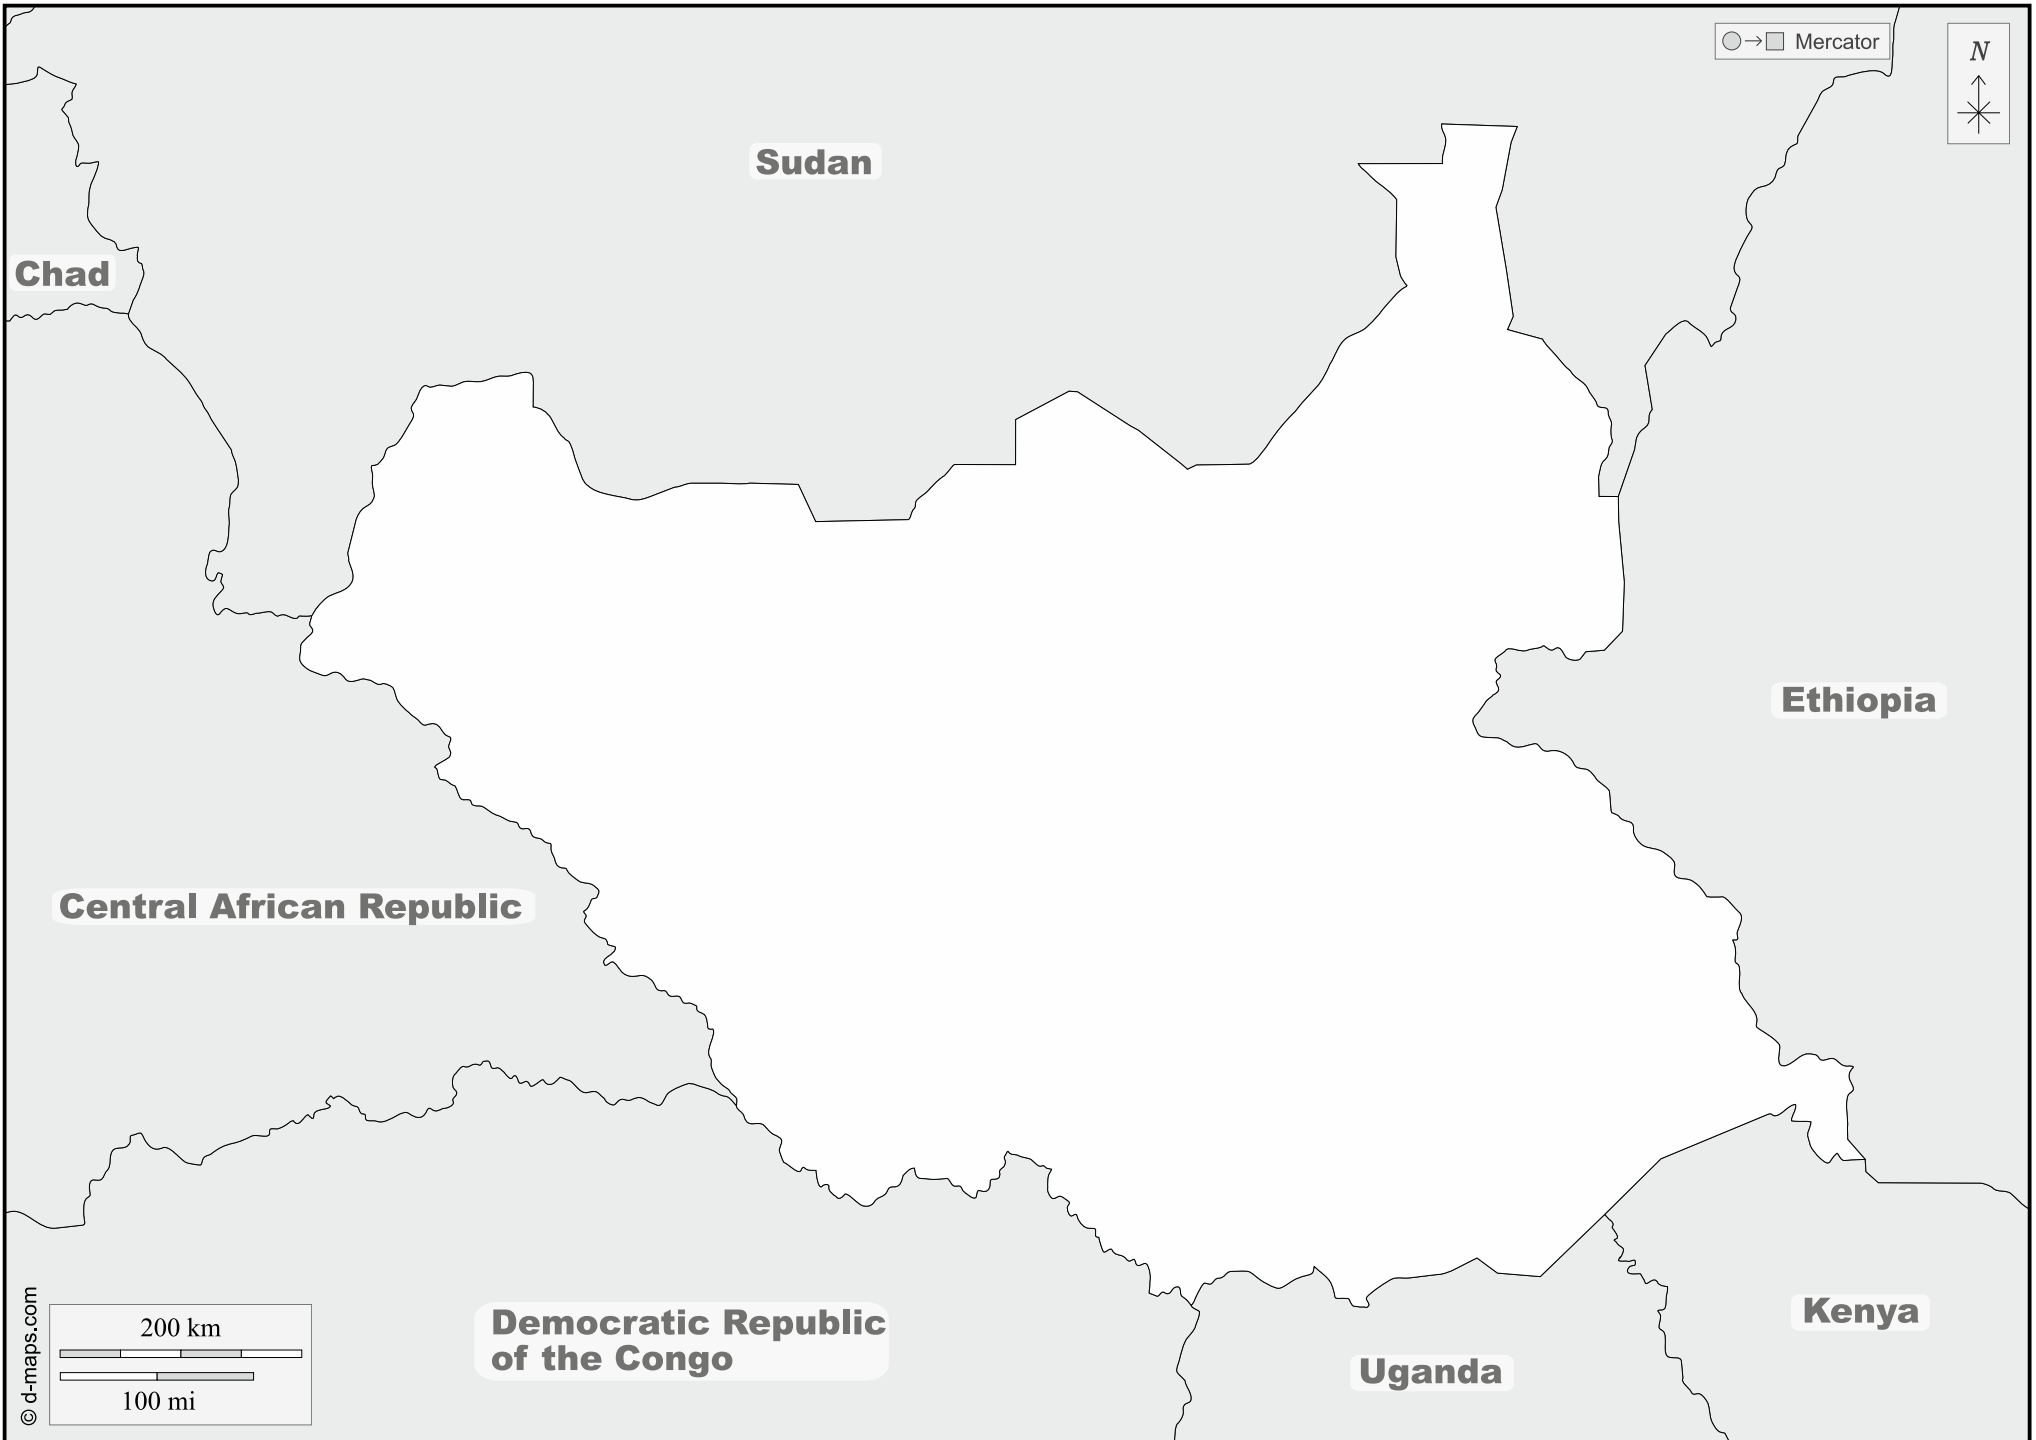 Mercator
N
Sudan
Chad
Ethiopia
Central African Republic
Democratic Republic
of the Congo
Kenya
Uganda
200 km
100 mi
© d-maps.com